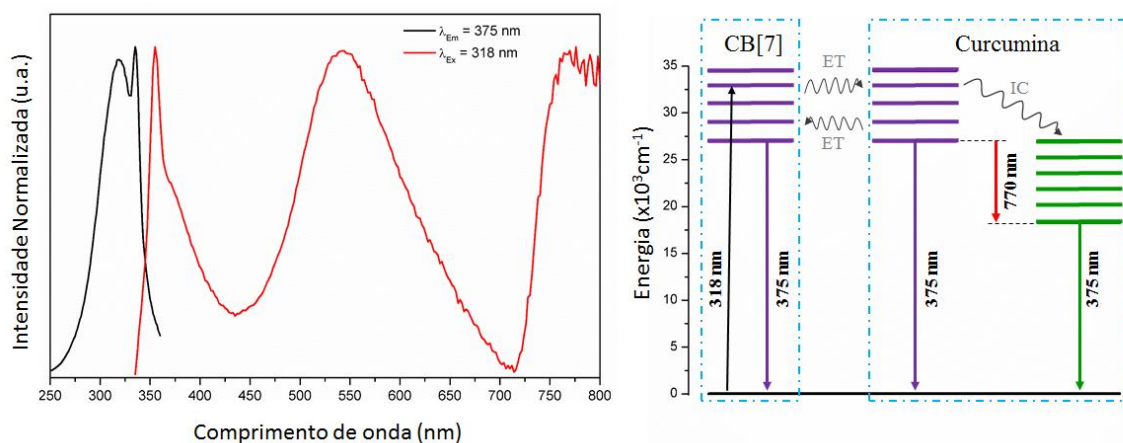 λEm = 375 nm
λEx = 318 nm
Intensidade Normalizada (u.a.)
250 300 350 400 450 500 550 600 650 700 750 800
Comprimento de onda (nm)
CB[7]
Curcumina
Energia (x10³cm⁻¹)
35
30
25
20
15
10
5
0
ET
ET
IC
318 nm
375 nm
375 nm
770 nm
375 nm